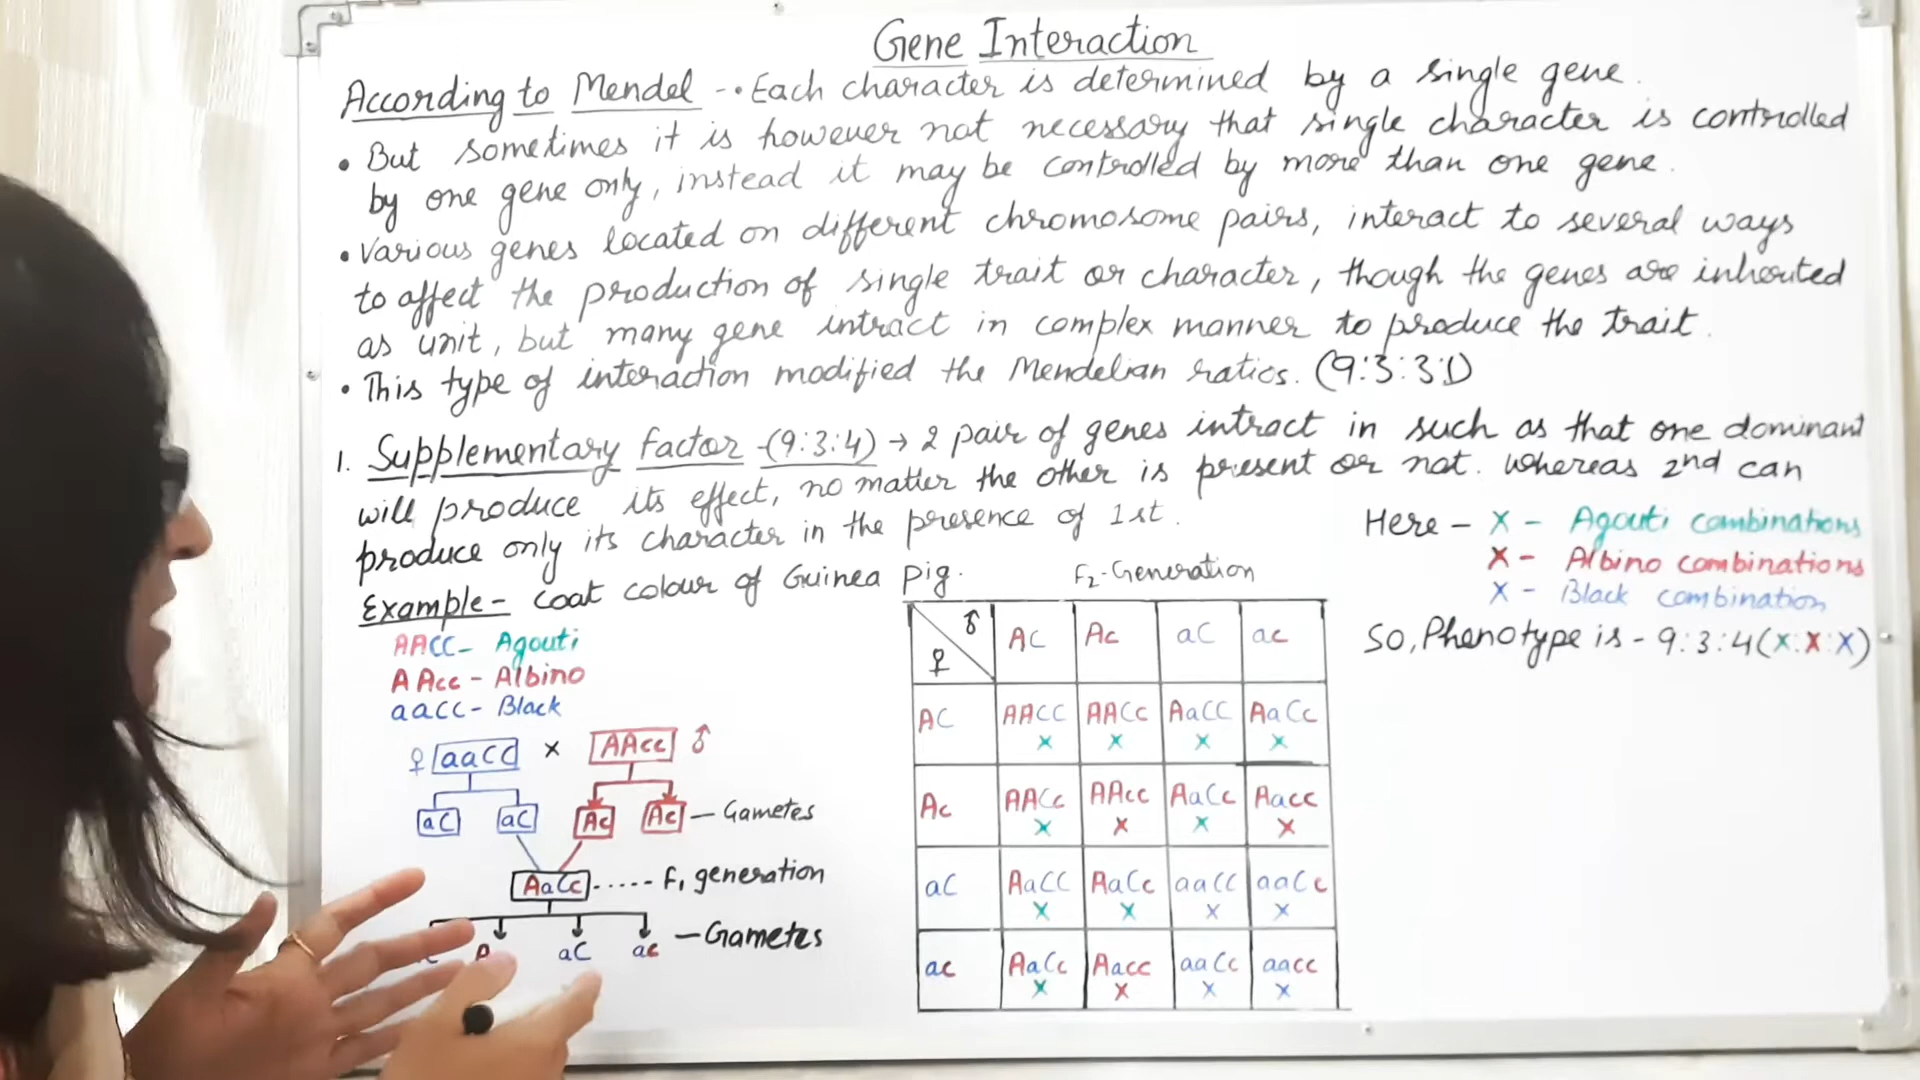 Gene Interaction
According to Mendel -• Each character is determined by a single gene.
• But sometimes it is however not necessary that single character is controlled
by one gene only, instead it may be controlled by more than one gene.
• Various genes located on different chromosome pairs, interact to several ways
to affect the production of single trait or character, though the genes are inherited
as unit, but many gene intract in complex manner to produce the trait.
• This type of interaction modified the Mendelian ratios. (9:3:3:1)
1. Supplementary factor -(9:3:4) → 2 pair of genes intract in such as that one dominant
will produce its effect, no matter the other is present or not. Whereas 2nd can
produce only its character in the presence of 1st.
Example- Coat colour of Guinea Pig.
AACC- Agouti
AAcc - Albino
aaCC- Black
♀ aaCC x AAcc ♂
aC aC Ac Ac — Gametes
AaCc ...... F1 generation
aC ac — Gametes
F2-Generation
♂ AC Ac aC ac
♀
AC AACC AACc AaCC AaCc
x x x x
Ac AACc AAcc AaCc Aacc
x x x x
aC AaCC AaCc aaCC aaCc
x x x x
ac AaCc Aacc aaCc aacc
x x x x
Here - x - Agouti combinations
x - Albino combinations
x - Black combination
So, Phenotype is - 9:3:4 (x:x:x)